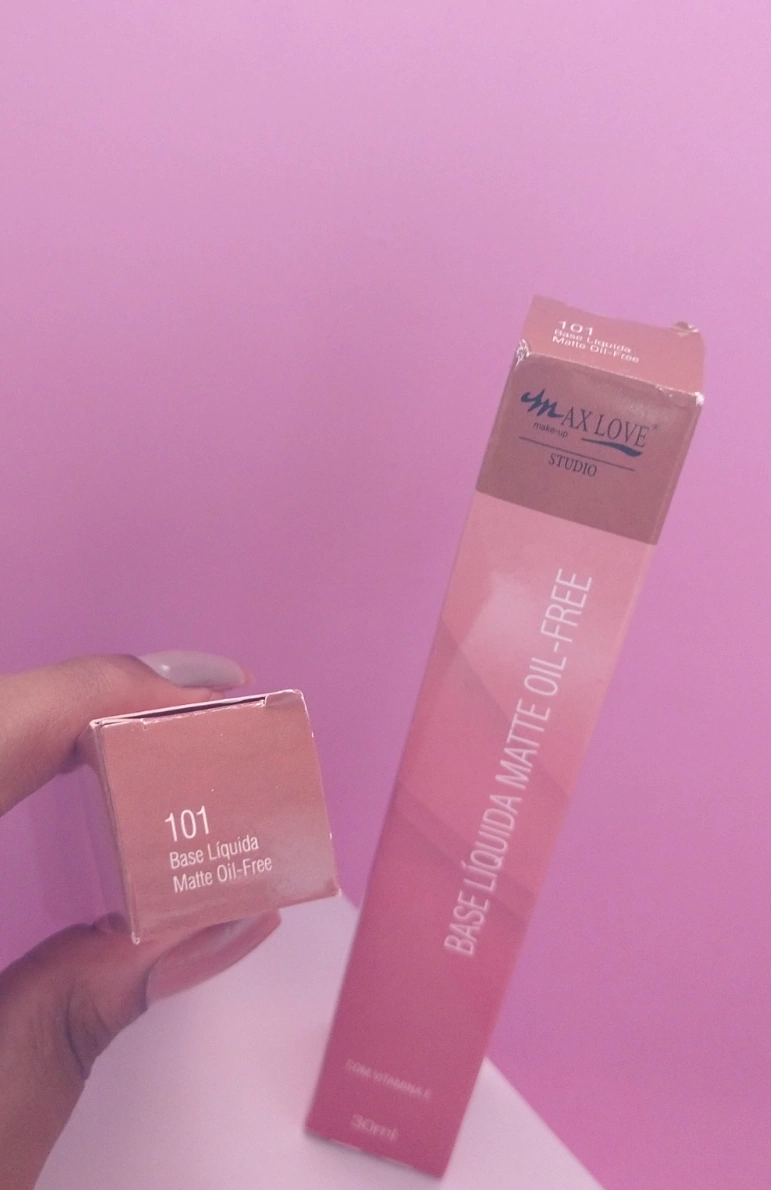 101
Base Líquida
Matte Oil-Free
MAX LOVE
make-up
STUDIO
BASE LÍQUIDA MATTE OIL-FREE
COM VITAMINA E
30ml
101
Base Líquida
Matte Oil-Free